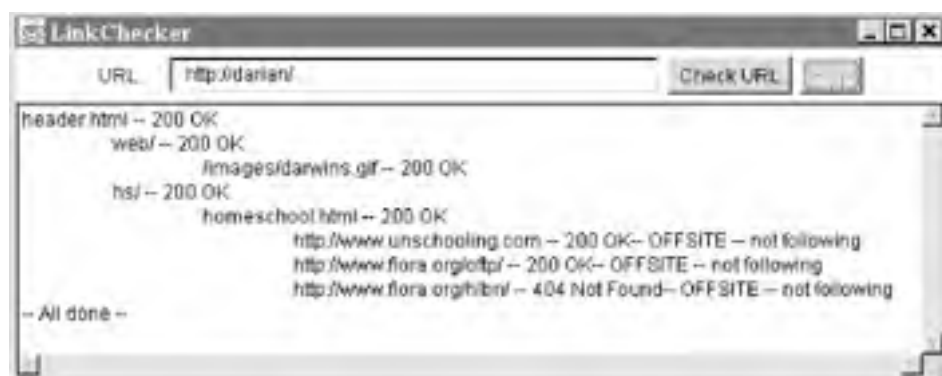 LinkChecker
URL http://darian/ Check URL
header.html -- 200 OK
web/ -- 200 OK
/images/darwins.gif -- 200 OK
hs/ -- 200 OK
homeschool.html -- 200 OK
http://www.unschooling.com -- 200 OK-- OFFSITE -- not following
http://www.flora.org/oftp/ -- 200 OK-- OFFSITE -- not following
http://www.flora.org/hlbn/ -- 404 Not Found-- OFFSITE -- not following
-- All done --